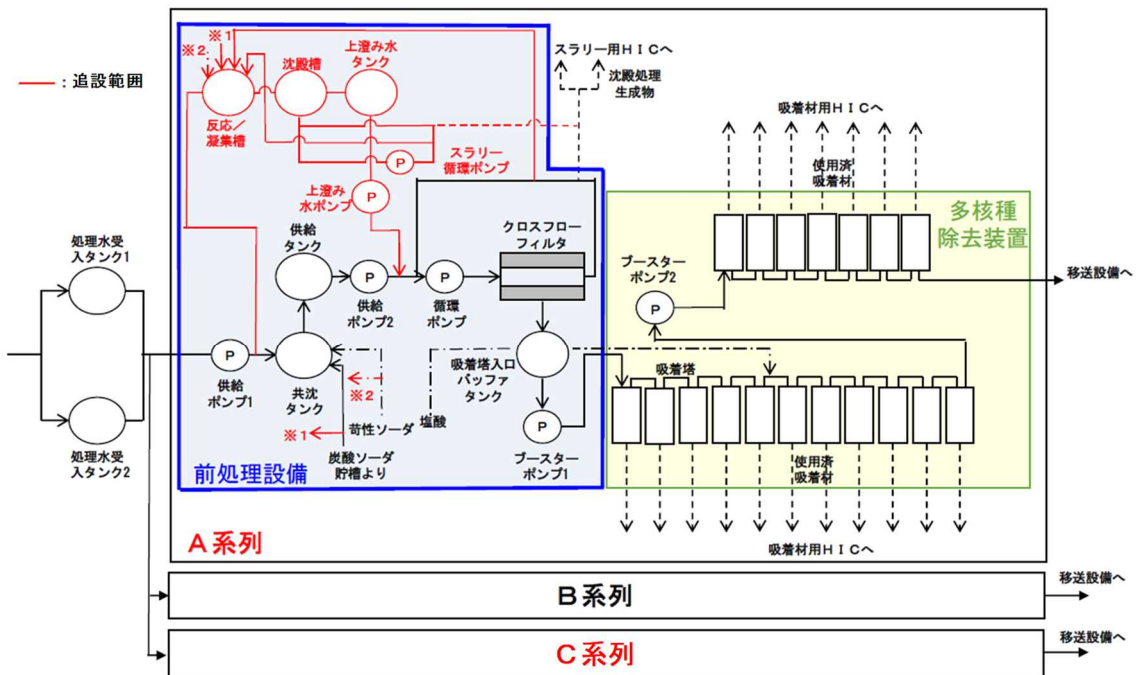 ※1
※2
：追設範囲
沈殿槽
上澄み水
タンク
反応／
凝集槽
P
スラリー
循環ポンプ
上澄み
水ポンプ
P
スラリー用ＨＩＣへ
沈殿処理
生成物
吸着材用ＨＩＣへ
使用済
吸着材
多核種
除去装置
移送設備へ
処理水受
入タンク1
処理水受
入タンク2
供給
タンク
P
供給
ポンプ2
P
循環
ポンプ
クロスフロー
フィルタ
ブースター
ポンプ2
P
P
供給
ポンプ1
共沈
タンク
※2
※1
苛性ソーダ
炭酸ソーダ
貯槽より
塩酸
吸着塔入口
バッファ
タンク
P
ブースター
ポンプ1
吸着塔
使用済
吸着材
吸着材用ＨＩＣへ
前処理設備
Ａ系列
Ｂ系列
移送設備へ
Ｃ系列
移送設備へ